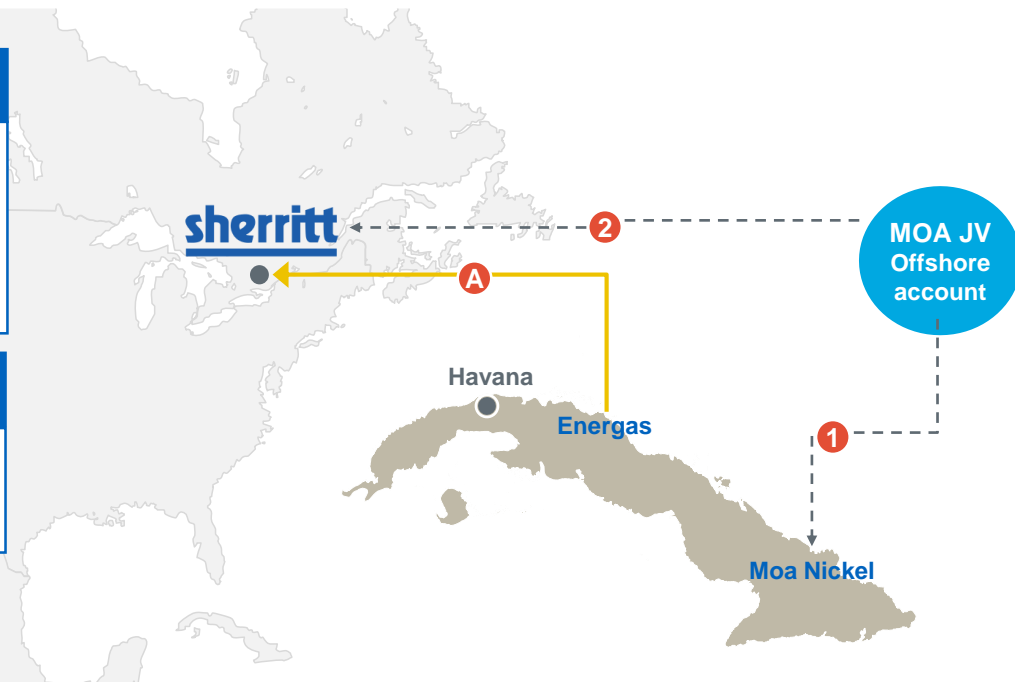 sherritt
2
MOA JV
Offshore
account
A
Havana
Energas
1
Moa Nickel